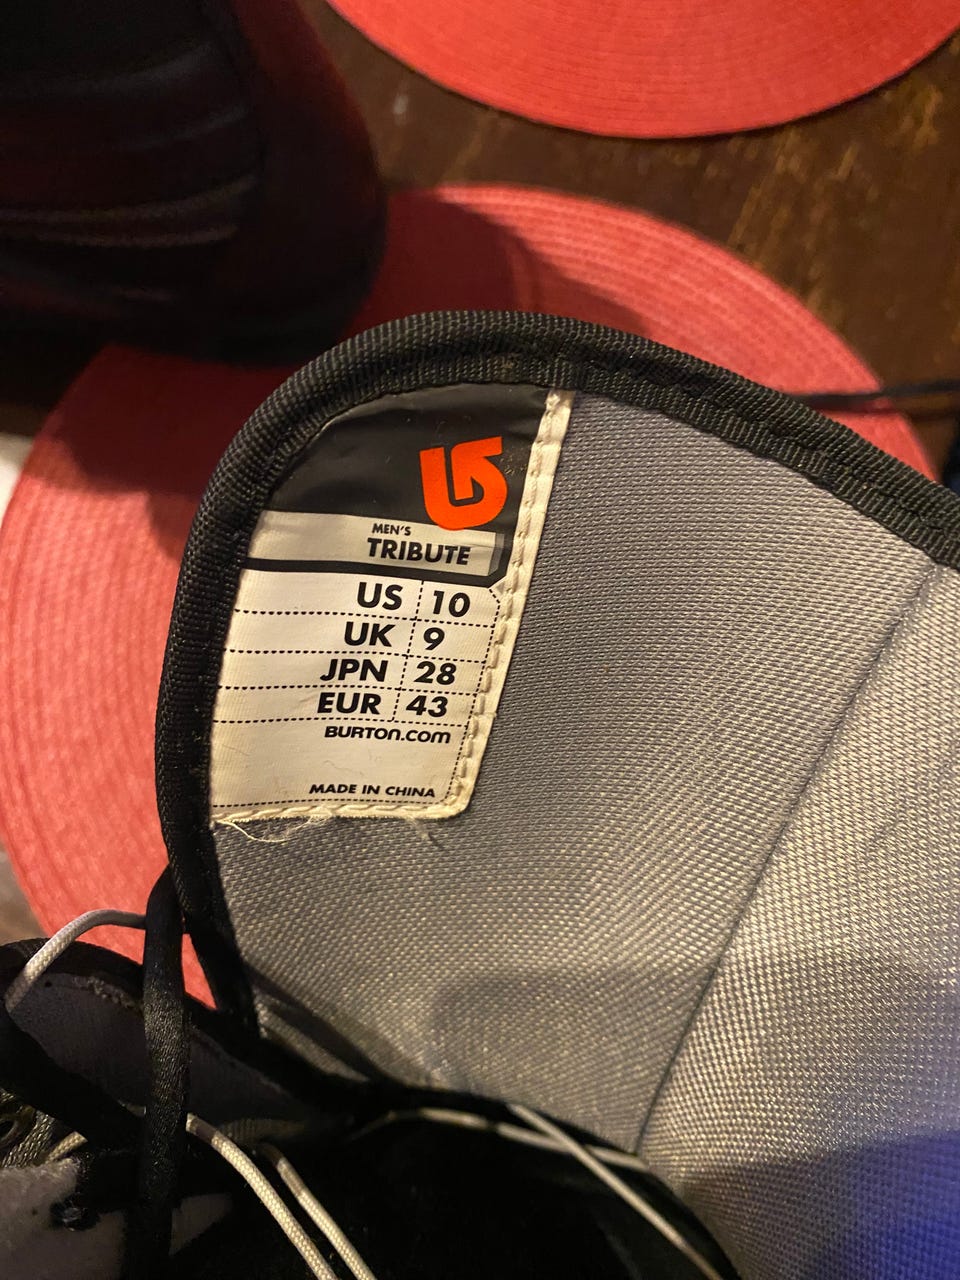 MEN'S
TRIBUTE
US 10
UK 9
JPN 28
EUR 43
BURTON.COM
MADE IN CHINA